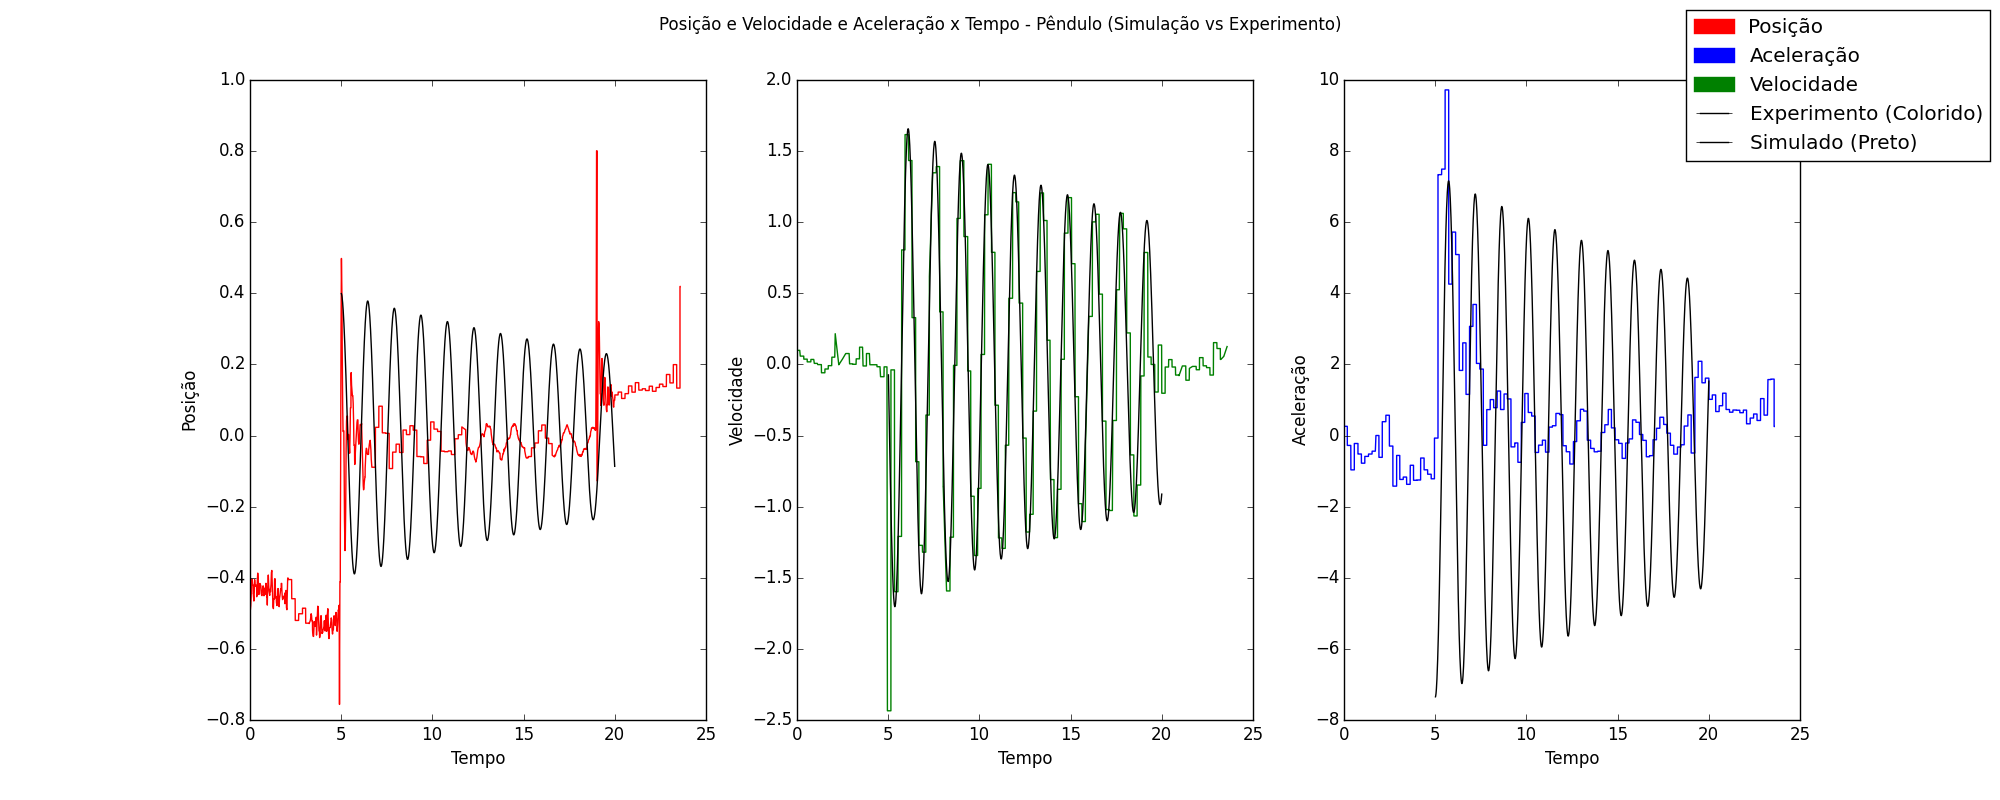 Posição e Velocidade e Aceleração x Tempo - Pêndulo (Simulação vs Experimento)
Posição
Aceleração
Velocidade
Experimento (Colorido)
Simulado (Preto)
1.0
0.8
0.6
0.4
0.2
0.0
−0.2
−0.4
−0.6
−0.8
Posição
0 5 10 15 20 25
Tempo
2.0
1.5
1.0
0.5
0.0
−0.5
−1.0
−1.5
−2.0
−2.5
Velocidade
0 5 10 15 20 25
Tempo
10
8
6
4
2
0
−2
−4
−6
−8
Aceleração
0 5 10 15 20 25
Tempo